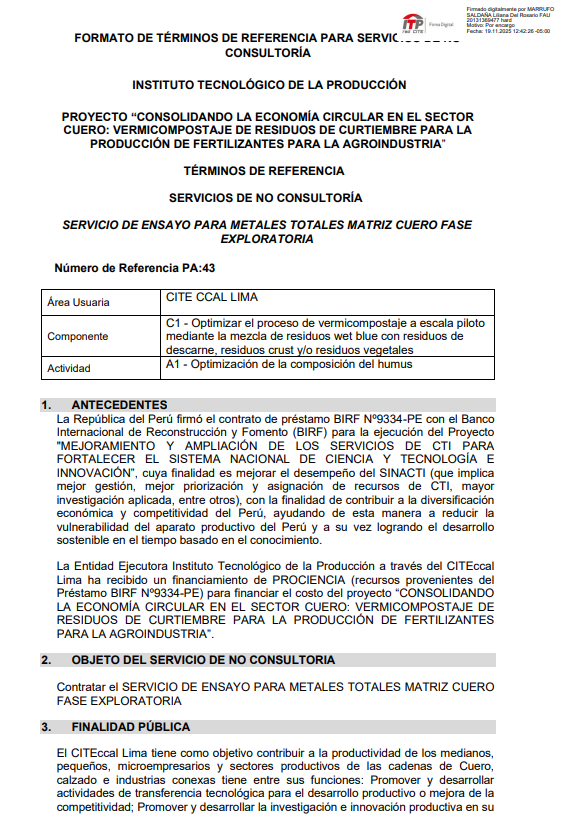 Firmado digitalmente por MARRUFO
SALDAÑA Liliana Del Rosario FAU
20131369477 hard
Motivo: Por encargo
Fecha: 19.11.2025 12:42:26 -05:00
ITP
red CITE
Firma Digital
FORMATO DE TÉRMINOS DE REFERENCIA PARA SERVICIOS DE NO
CONSULTORÍA
INSTITUTO TECNOLÓGICO DE LA PRODUCCIÓN
PROYECTO “CONSOLIDANDO LA ECONOMÍA CIRCULAR EN EL SECTOR
CUERO: VERMICOMPOSTAJE DE RESIDUOS DE CURTIEMBRE PARA LA
PRODUCCIÓN DE FERTILIZANTES PARA LA AGROINDUSTRIA”
TÉRMINOS DE REFERENCIA
SERVICIOS DE NO CONSULTORÍA
SERVICIO DE ENSAYO PARA METALES TOTALES MATRIZ CUERO FASE
EXPLORATORIA
Número de Referencia PA:43
Área Usuaria
CITE CCAL LIMA
Componente
C1 - Optimizar el proceso de vermicompostaje a escala piloto
mediante la mezcla de residuos wet blue con residuos de
descarne, residuos crust y/o residuos vegetales
Actividad
A1 - Optimización de la composición del humus
1. ANTECEDENTES
La República del Perú firmó el contrato de préstamo BIRF Nº9334-PE con el Banco
Internacional de Reconstrucción y Fomento (BIRF) para la ejecución del Proyecto
"MEJORAMIENTO Y AMPLIACIÓN DE LOS SERVICIOS DE CTI PARA
FORTALECER EL SISTEMA NACIONAL DE CIENCIA Y TECNOLOGÍA E
INNOVACIÓN", cuya finalidad es mejorar el desempeño del SINACTI (que implica
mejor gestión, mejor priorización y asignación de recursos de CTI, mayor
investigación aplicada, entre otros), con la finalidad de contribuir a la diversificación
económica y competitividad del Perú, ayudando de esta manera a reducir la
vulnerabilidad del aparato productivo del Perú y a su vez logrando el desarrollo
sostenible en el tiempo basado en el conocimiento.
La Entidad Ejecutora Instituto Tecnológico de la Producción a través del CITEccal
Lima ha recibido un financiamiento de PROCIENCIA (recursos provenientes del
Préstamo BIRF Nº9334-PE) para financiar el costo del proyecto “CONSOLIDANDO
LA ECONOMÍA CIRCULAR EN EL SECTOR CUERO: VERMICOMPOSTAJE DE
RESIDUOS DE CURTIEMBRE PARA LA PRODUCCIÓN DE FERTILIZANTES
PARA LA AGROINDUSTRIA”.
2. OBJETO DEL SERVICIO DE NO CONSULTORIA
Contratar el SERVICIO DE ENSAYO PARA METALES TOTALES MATRIZ CUERO
FASE EXPLORATORIA
3. FINALIDAD PÚBLICA
El CITEccal Lima tiene como objetivo contribuir a la productividad de los medianos,
pequeños, microempresarios y sectores productivos de las cadenas de Cuero,
calzado e industrias conexas tiene entre sus funciones: Promover y desarrollar
actividades de transferencia tecnológica para el desarrollo productivo o mejora de la
competitividad; Promover y desarrollar la investigación e innovación productiva en su